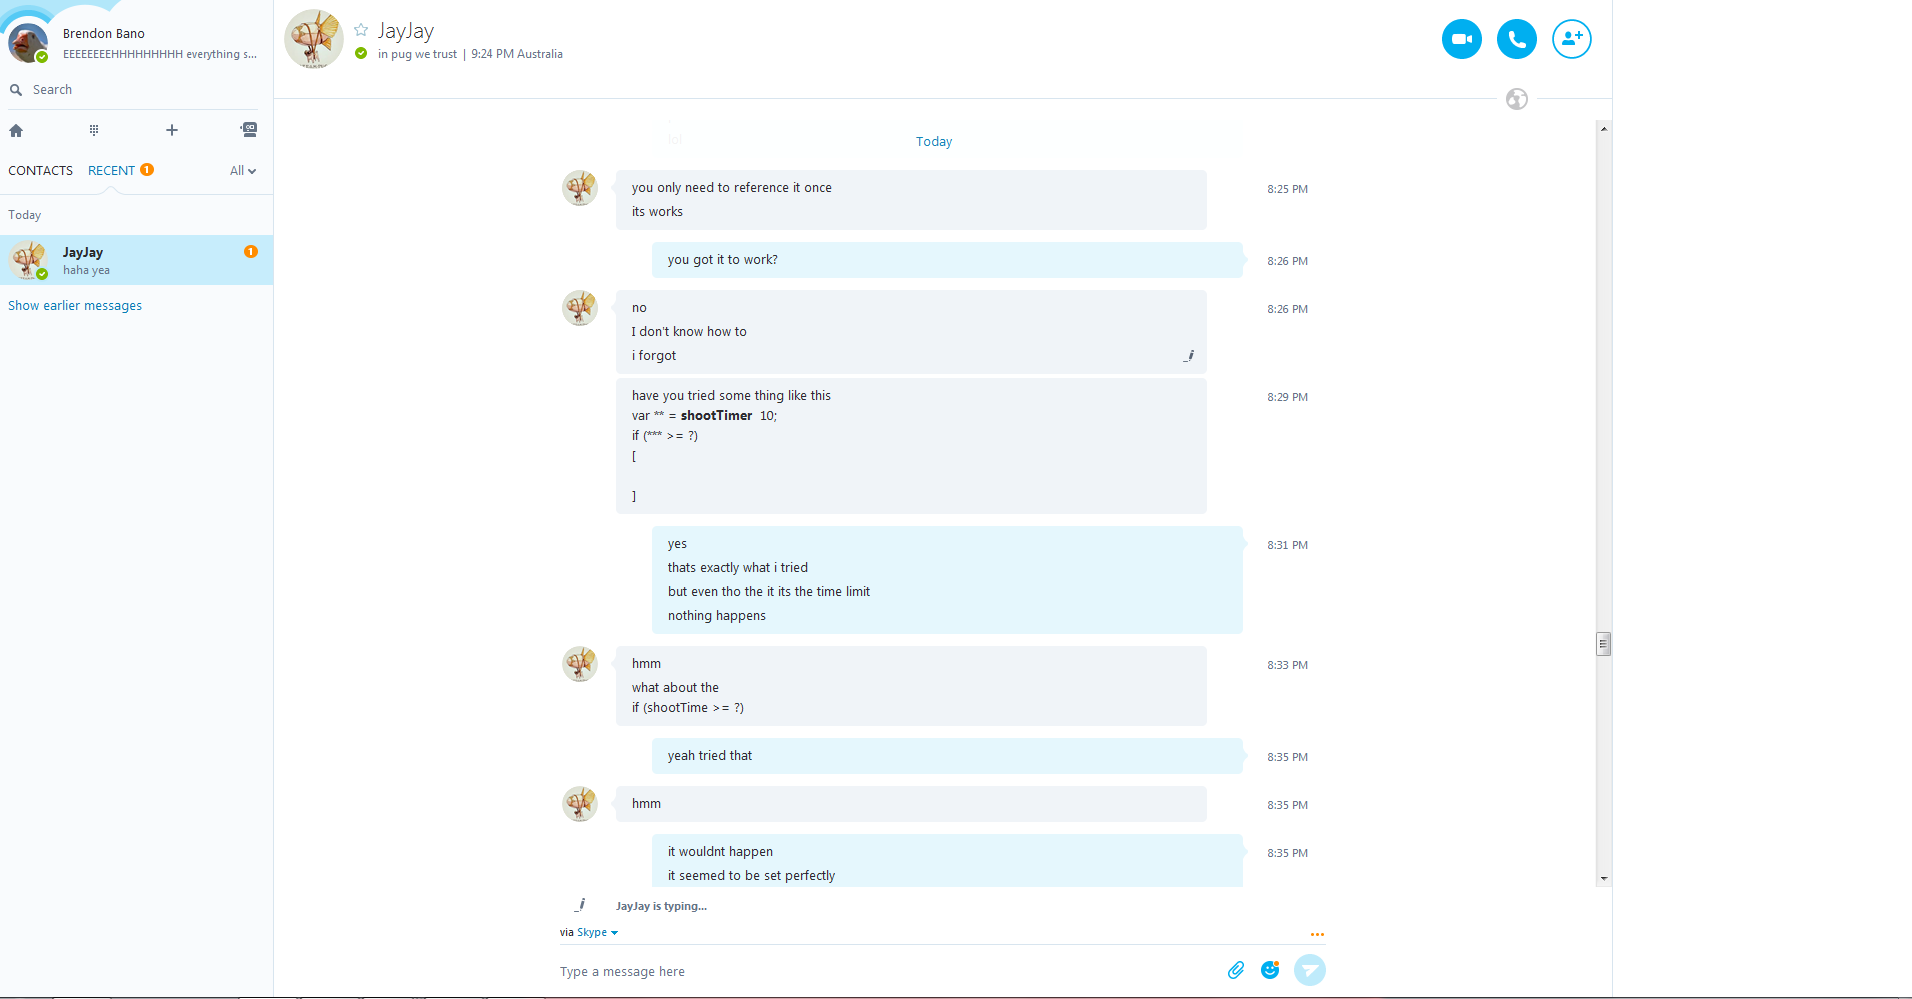 Brendon Bano
EEEEEEEEHHHHHHHHH everything s...
Search
CONTACTS RECENT 1 All
Today
JayJay 1
haha yea
Show earlier messages
JayJay
in pug we trust | 9:24 PM Australia
lol
Today
you only need to reference it once 8:25 PM
its works
you got it to work? 8:26 PM
no 8:26 PM
I don't know how to
i forgot
have you tried some thing like this 8:29 PM
var ** = shootTimer 10;
if (*** >= ?)
[
]
yes 8:31 PM
thats exactly what i tried
but even tho the it its the time limit
nothing happens
hmm 8:33 PM
what about the
if (shootTime >= ?)
yeah tried that 8:35 PM
hmm 8:35 PM
it wouldnt happen 8:35 PM
it seemed to be set perfectly
JayJay is typing...
via Skype
Type a message here